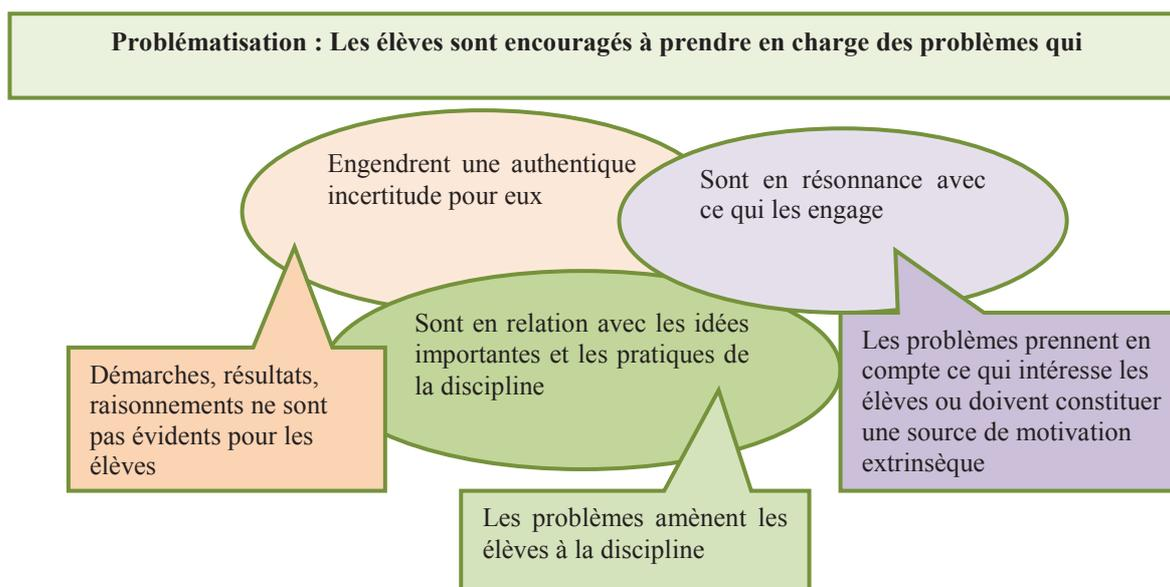 Problématisation : Les élèves sont encouragés à prendre en charge des problèmes qui
Engendrent une authentique
incertitude pour eux
Sont en résonnance avec
ce qui les engage
Sont en relation avec les idées
importantes et les pratiques de
la discipline
Démarches, résultats,
raisonnements ne sont
pas évidents pour les
élèves
Les problèmes prennent en
compte ce qui intéresse les
élèves ou doivent constituer
une source de motivation
extrinsèque
Les problèmes amènent les
élèves à la discipline